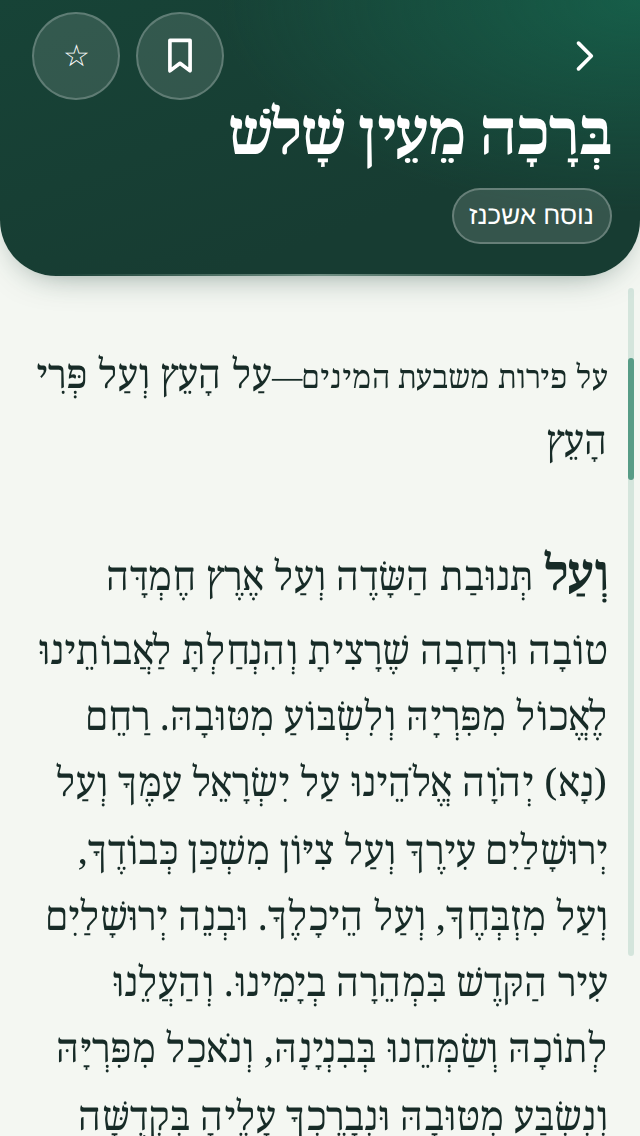 בְּרָכָה מֵעֵין שָׁלֹשׁ
נוסח אשכנז
על פירות משבעת המינים—עַל הָעֵץ וְעַל פְּרִי
הָעֵץ
וְעַל תְּנוּבַת הַשָּׂדֶה וְעַל אֶרֶץ חֶמְדָּה
טוֹבָה וּרְחָבָה שֶׁרָצִיתָ וְהִנְחַלְתָּ לַאֲבוֹתֵינוּ
לֶאֱכוֹל מִפִּרְיָהּ וְלִשְׂבּוֹעַ מִטּוּבָהּ. רַחֵם
(נָא) יְהֹוָה אֱלֹהֵינוּ עַל יִשְׂרָאֵל עַמֶּךָ וְעַל
יְרוּשָׁלַיִם עִירֶךָ וְעַל צִיּוֹן מִשְׁכַּן כְּבוֹדֶךָ,
וְעַל מִזְבְּחֶךָ, וְעַל הֵיכָלֶךָ. וּבְנֵה יְרוּשָׁלַיִם
עִיר הַקֹּדֶשׁ בִּמְהֵרָה בְיָמֵינוּ. וְהַעֲלֵנוּ
לְתוֹכָהּ וְשַׂמְּחֵנוּ בְּבִנְיָנָהּ, וְנֹאכַל מִפִּרְיָהּ
וְנִשְׂבַּע מִטּוּבָהּ וּנְבָרֶכְךָ עָלֶיהָ בִּקְדֻשָּׁה